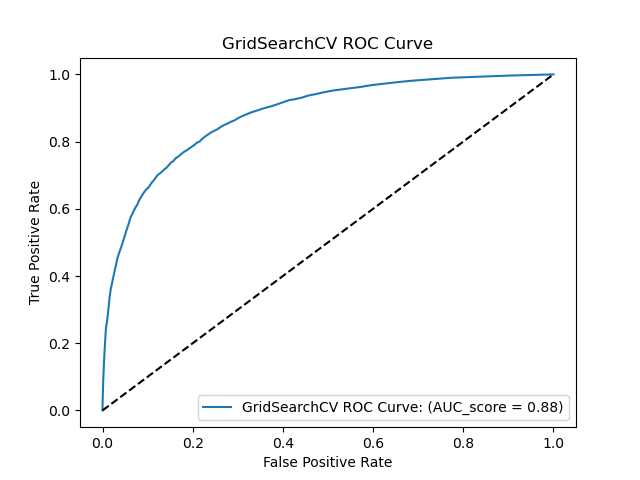 GridSearchCV ROC Curve
True Positive Rate
1.0
0.8
0.6
0.4
0.2
0.0
GridSearchCV ROC Curve: (AUC_score = 0.88)
0.0 0.2 0.4 0.6 0.8 1.0
False Positive Rate